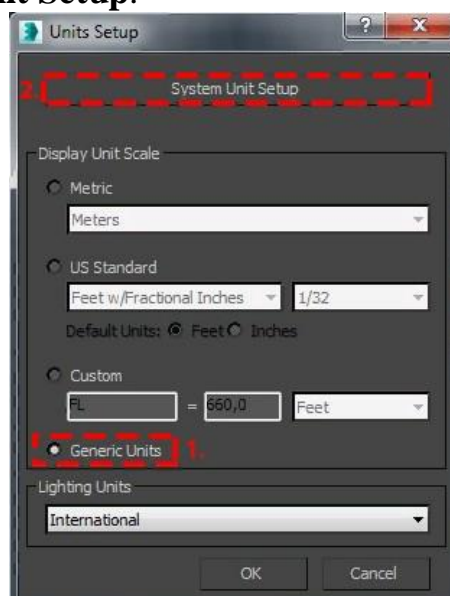 nit Setup.
Units Setup
2. System Unit Setup
Display Unit Scale
Metric
Meters
US Standard
Feet w/Fractional Inches 1/32
Default Units: Feet Inches
Custom
FL = 660,0 Feet
Generic Units 1.
Lighting Units
International
OK Cancel